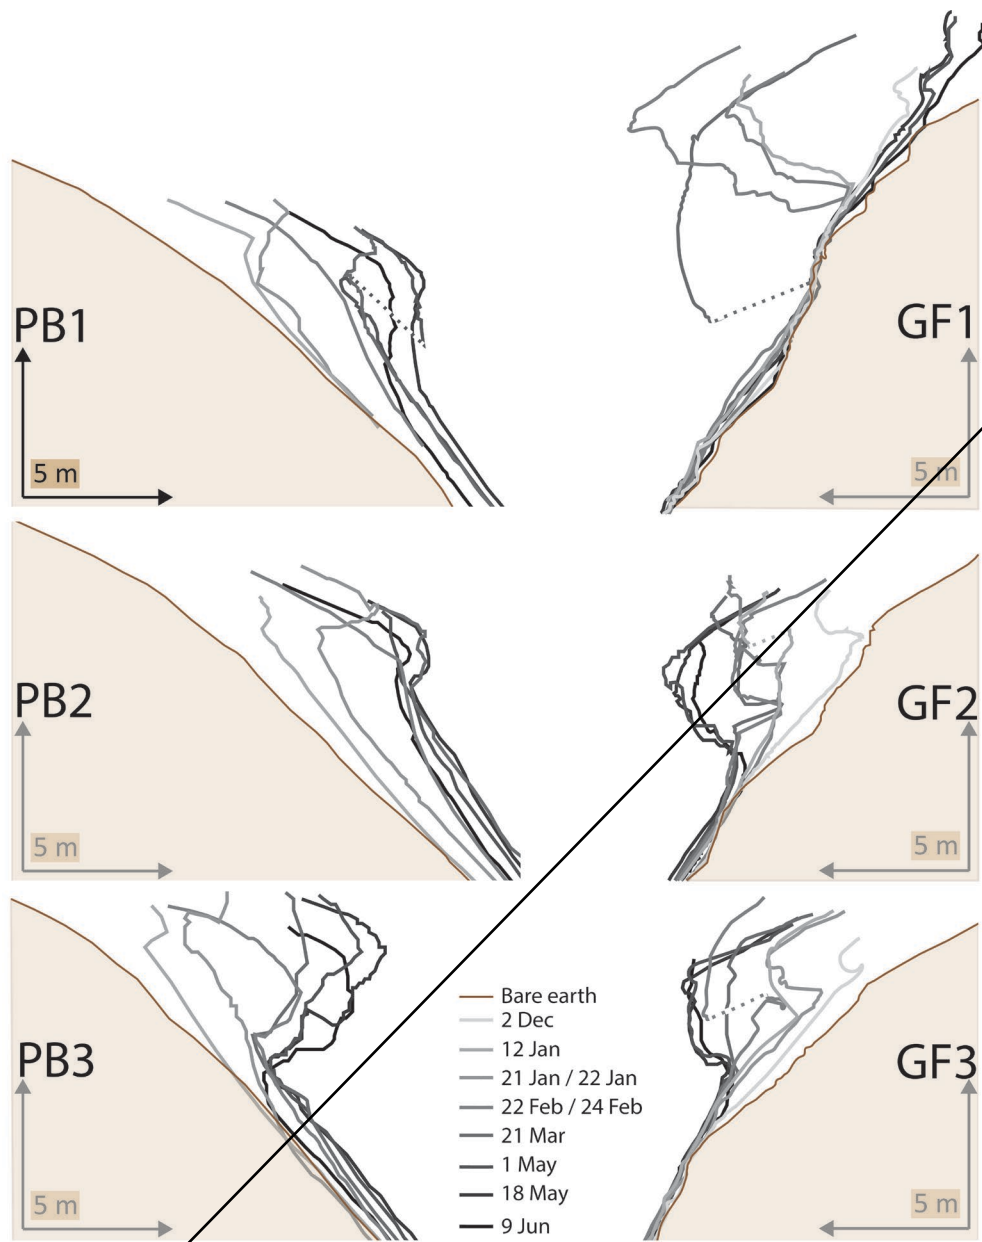 PB1
5 m
GF1
5 m
PB2
5 m
GF2
5 m
PB3
5 m
GF3
5 m
Bare earth
2 Dec
12 Jan
21 Jan / 22 Jan
22 Feb / 24 Feb
21 Mar
1 May
18 May
9 Jun